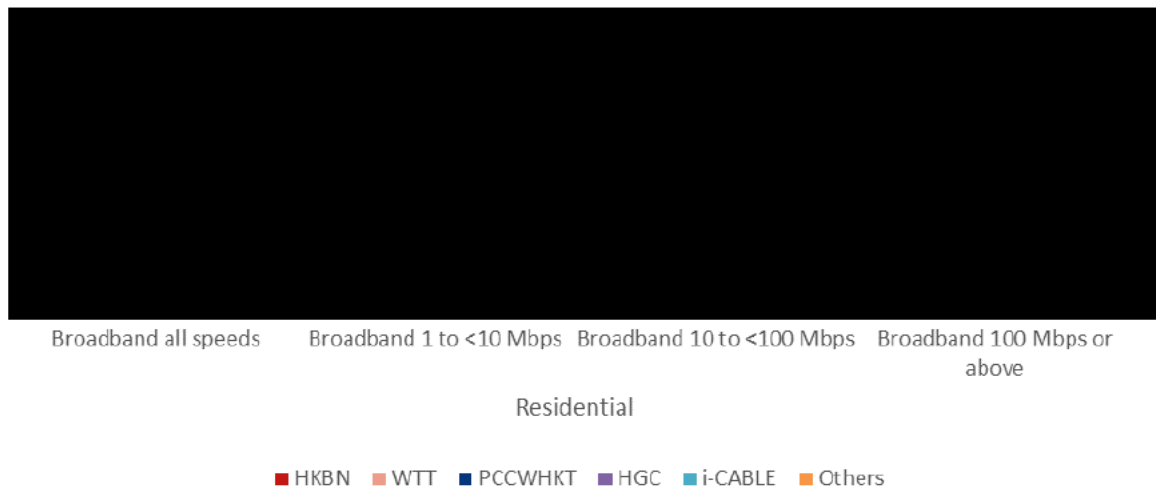 Broadband all speeds Broadband 1 to <10 Mbps Broadband 10 to <100 Mbps Broadband 100 Mbps or above
Residential
HKBN WTT PCCWHKT HGC i-CABLE Others